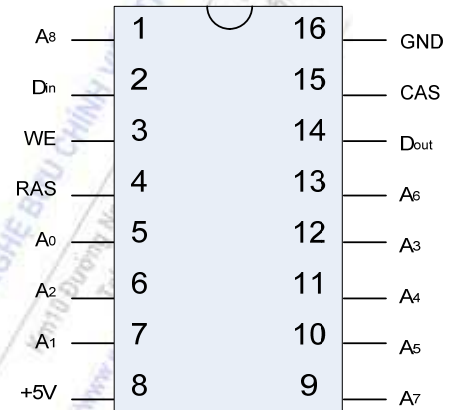 A8 1 16 GND
Din 2 15 CAS
WE 3 14 Dout
RAS 4 13 A6
A0 5 12 A3
A2 6 11 A4
A1 7 10 A5
+5V 8 9 A7